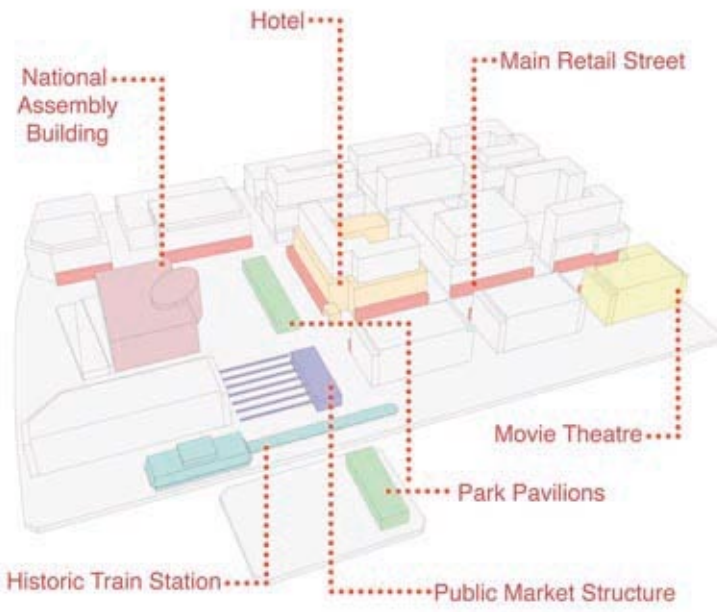 Hotel
Main Retail Street
National
Assembly
Building
Movie Theatre
Park Pavilions
Historic Train Station
Public Market Structure